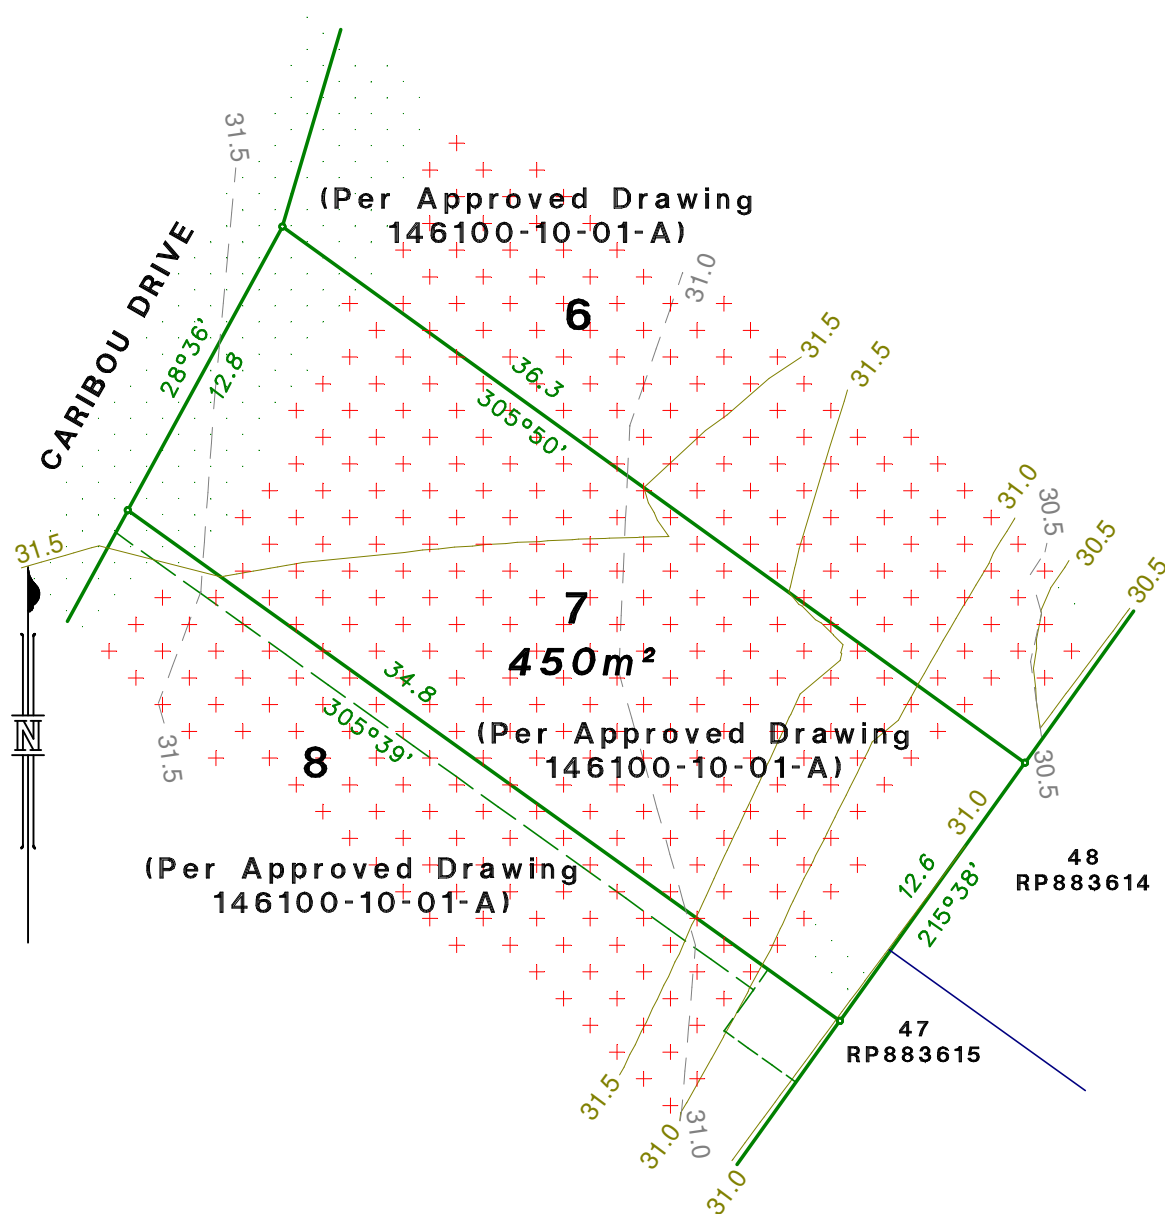 31.5
(Per Approved Drawing
146100-10-01-A)
CARIBOU DRIVE
31.0
6
31.5
28°36'
12.8
36.3
305°50'
31.5
31.0
30.5
30.5
30.5
31.5
7
450m²
34.8
305°39'
N
(Per Approved Drawing
146100-10-01-A)
31.5
8
30.5
31.0
48
RP883614
12.6
215°38'
(Per Approved Drawing
146100-10-01-A)
47
RP883615
31.5
31.0
31.0
31.0